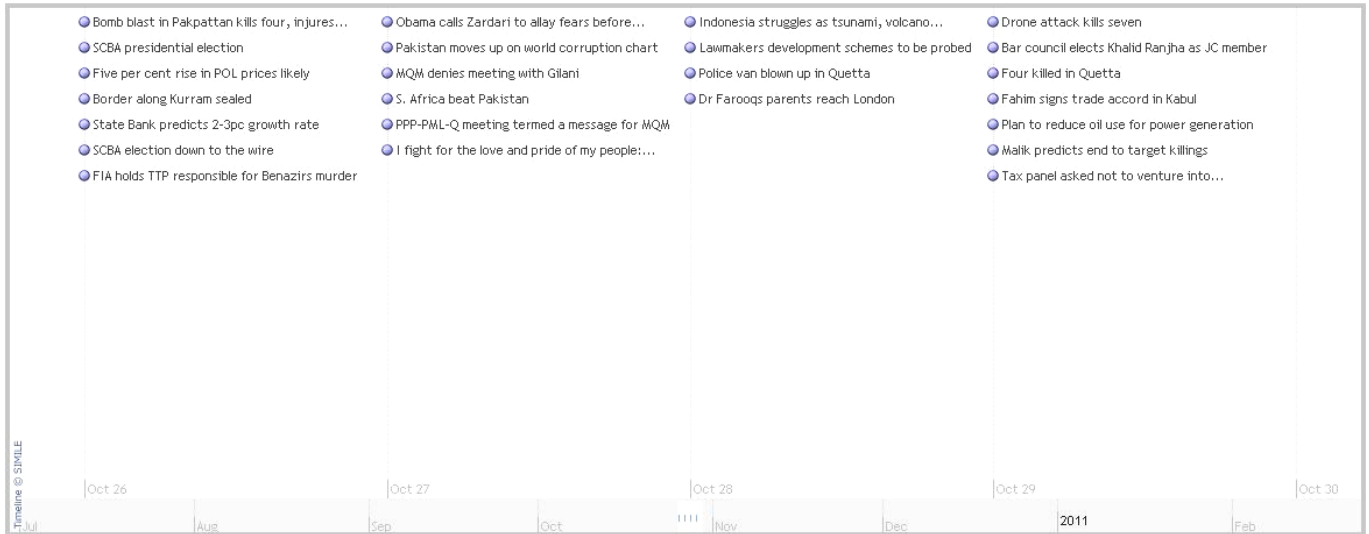 Bomb blast in Pakpattan kills four, injures...
SCBA presidential election
Five per cent rise in POL prices likely
Border along Kurram sealed
State Bank predicts 2-3pc growth rate
SCBA election down to the wire
FIA holds TTP responsible for Benazirs murder
Obama calls Zardari to allay fears before...
Pakistan moves up on world corruption chart
MQM denies meeting with Gilani
S. Africa beat Pakistan
PPP-PML-Q meeting termed a message for MQM
I fight for the love and pride of my people:...
Indonesia struggles as tsunami, volcano...
Lawmakers development schemes to be probed
Police van blown up in Quetta
Dr Farooqs parents reach London
Drone attack kills seven
Bar council elects Khalid Ranjha as JC member
Four killed in Quetta
Fahim signs trade accord in Kabul
Plan to reduce oil use for power generation
Malik predicts end to target killings
Tax panel asked not to venture into...
Timeline © SIMILE
Oct 26
Oct 27
Oct 28
Oct 29
Oct 30
Jul
Aug
Sep
Oct
Nov
Dec
2011
Feb